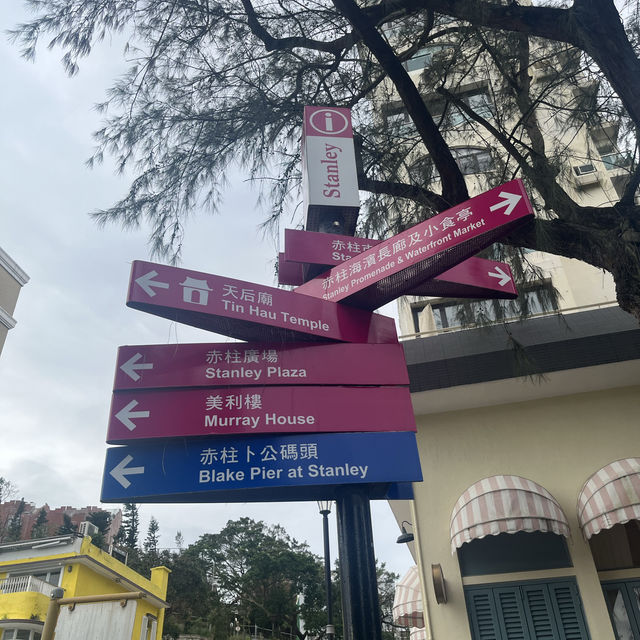 i
Stanley
赤柱
赤柱海濱長廊及小食亭
Stanley Promenade & Waterfront Market
天后廟
Tin Hau Temple
赤柱廣場
Stanley Plaza
美利樓
Murray House
赤柱卜公碼頭
Blake Pier at Stanley